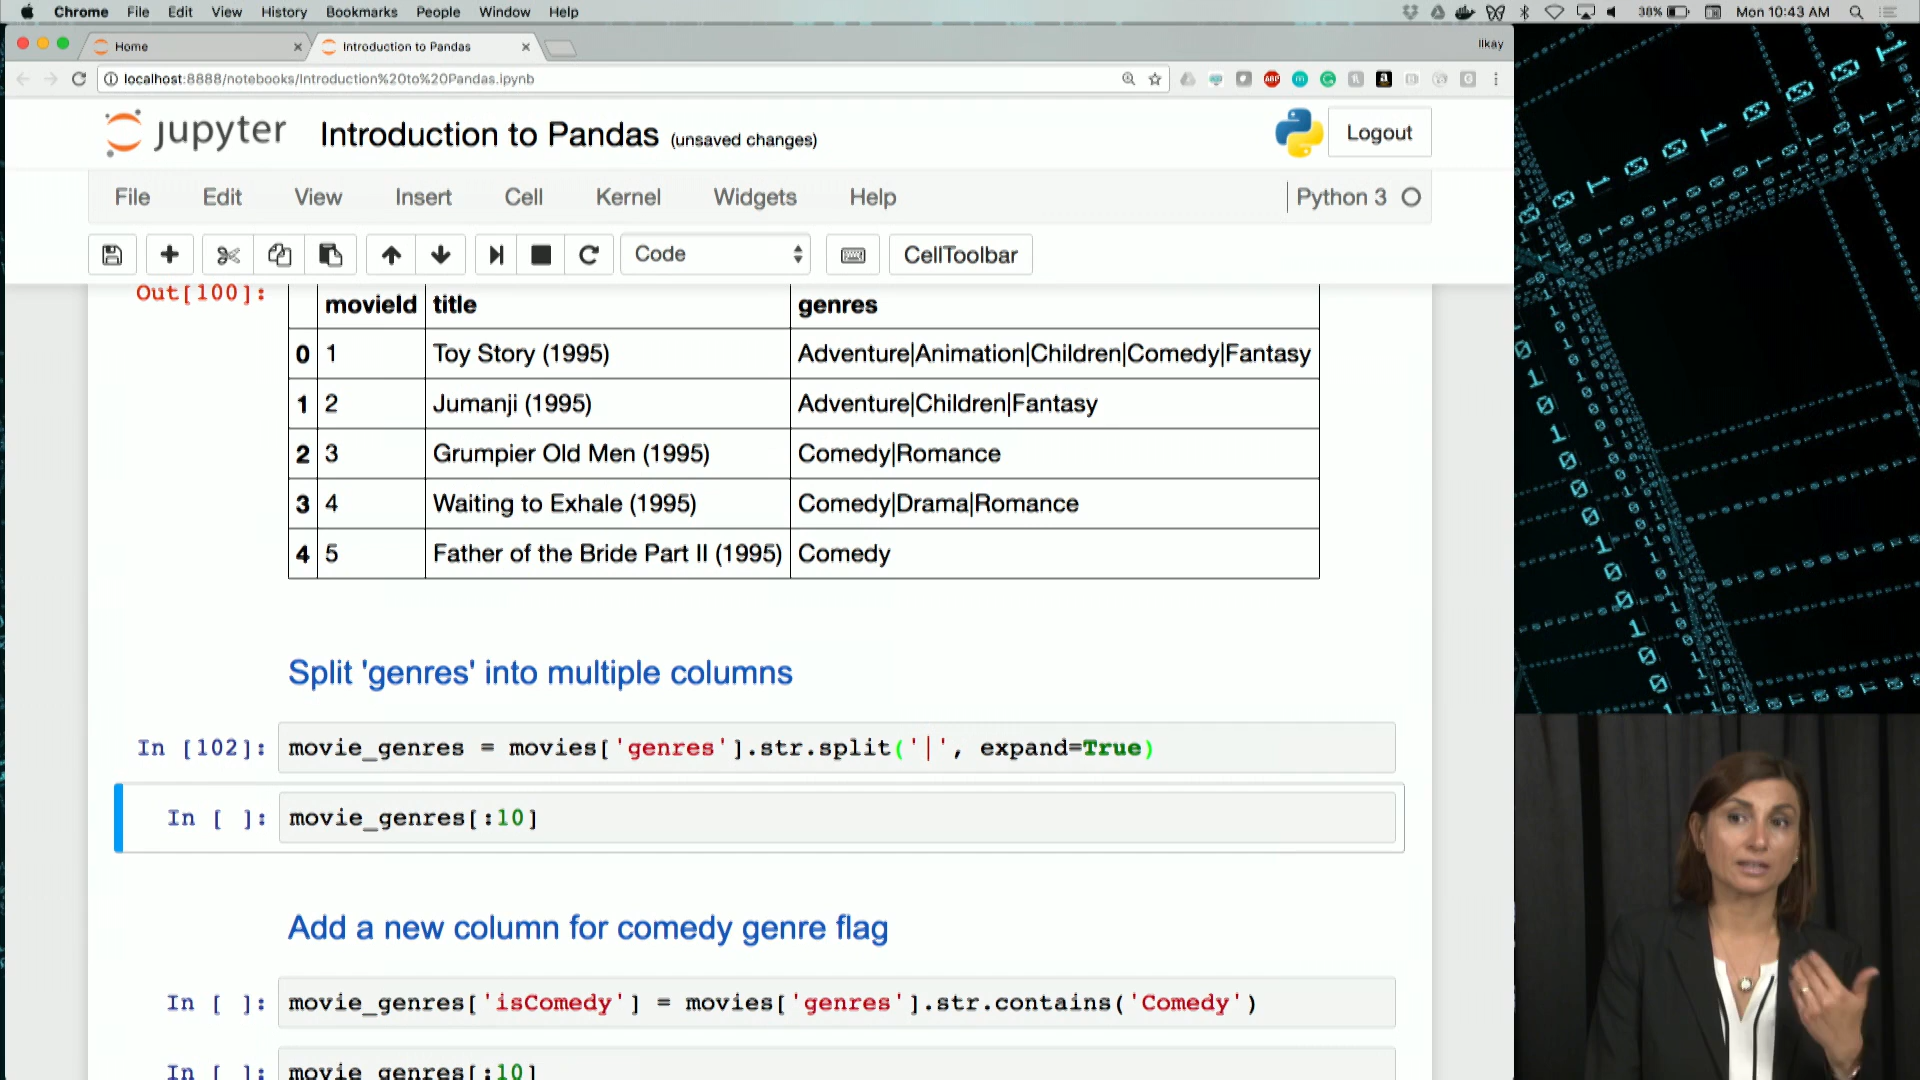 Chrome File Edit View History Bookmarks People Window Help 38% Mon 10:43 AM
Home Introduction to Pandas Ilkay
localhost:8888/notebooks/Introduction%20to%20Pandas.ipynb
jupyter Introduction to Pandas (unsaved changes) Logout
File Edit View Insert Cell Kernel Widgets Help Python 3
Code CellToolbar
Out[100]: movieId title genres
0 1 Toy Story (1995) Adventure|Animation|Children|Comedy|Fantasy
1 2 Jumanji (1995) Adventure|Children|Fantasy
2 3 Grumpier Old Men (1995) Comedy|Romance
3 4 Waiting to Exhale (1995) Comedy|Drama|Romance
4 5 Father of the Bride Part II (1995) Comedy
Split 'genres' into multiple columns
In [102]: movie_genres = movies['genres'].str.split('|', expand=True)
In [ ]: movie_genres[:10]
Add a new column for comedy genre flag
In [ ]: movie_genres['isComedy'] = movies['genres'].str.contains('Comedy')
In [ ]: movie_genres[:10]